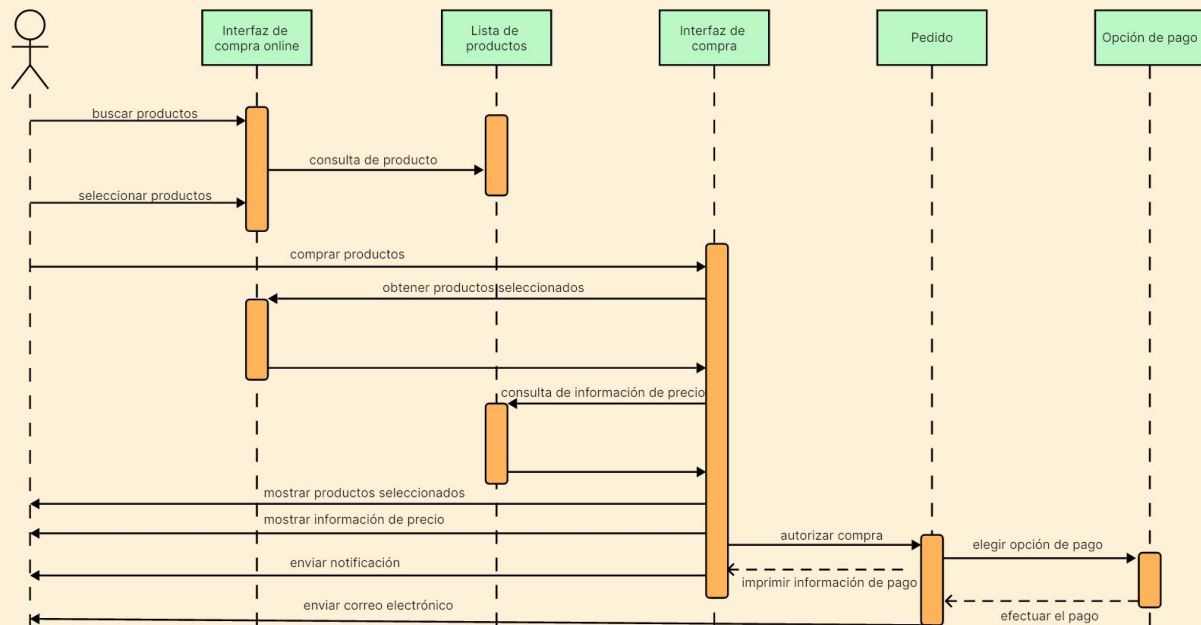 Interfaz de
compra online
Lista de
productos
Interfaz de
compra
Pedido
Opción de pago
buscar productos
consulta de producto
seleccionar productos
comprar productos
obtener productos seleccionados
consulta de información de precio
mostrar productos seleccionados
mostrar información de precio
autorizar compra
elegir opción de pago
enviar notificación
imprimir información de pago
enviar correo electrónico
efectuar el pago